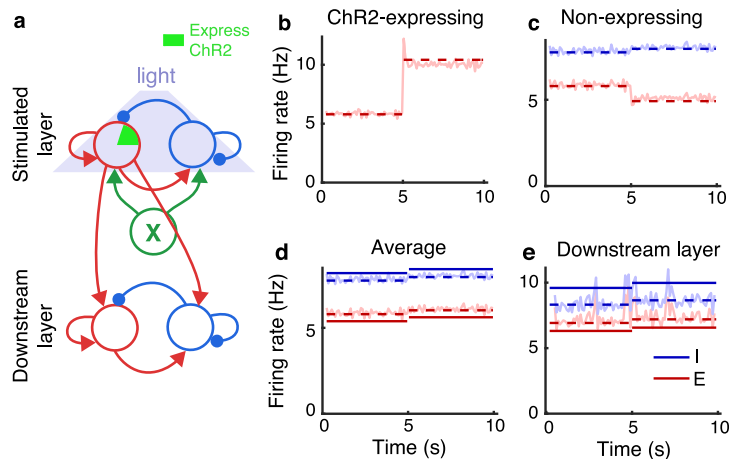 a
Express
ChR2
light
Stimulated
layer
X
Downstream
layer
b
ChR2-expressing
Firing rate (Hz)
10
5
0
0
5
10
c
Non-expressing
5
0
0
5
10
d
Average
Firing rate (Hz)
5
0
0
5
10
Time (s)
e
Downstream layer
10
5
0
0
5
10
Time (s)
I
E